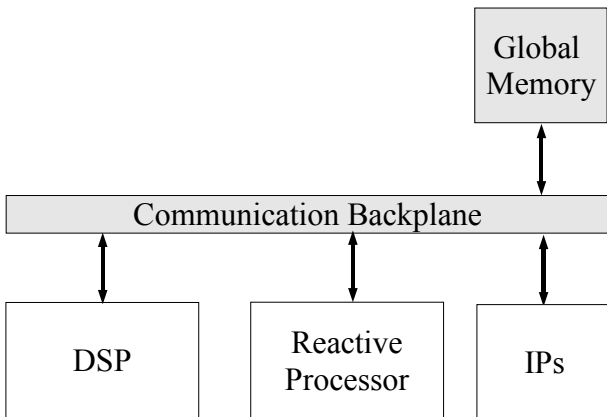 Global
Memory
Communication Backplane
DSP
Reactive
Processor
IPs